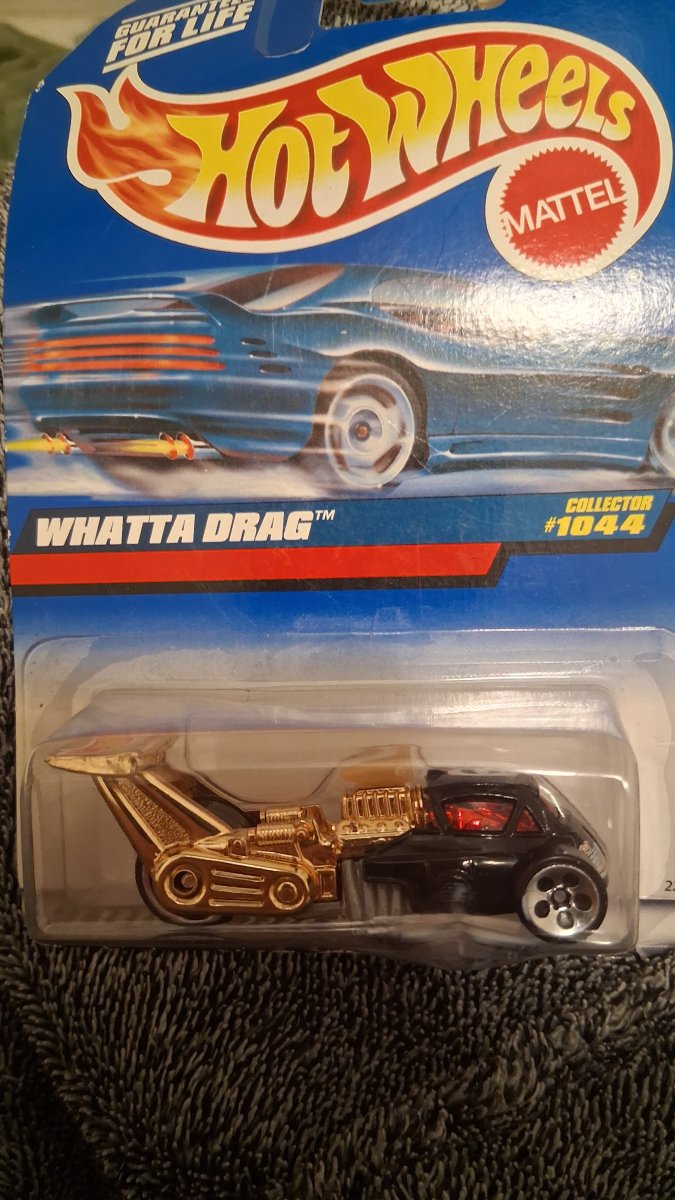 GUARANTEED
FOR LIFE
HOT WHEELS
MATTEL
WHATTA DRAG™
COLLECTOR
#1044